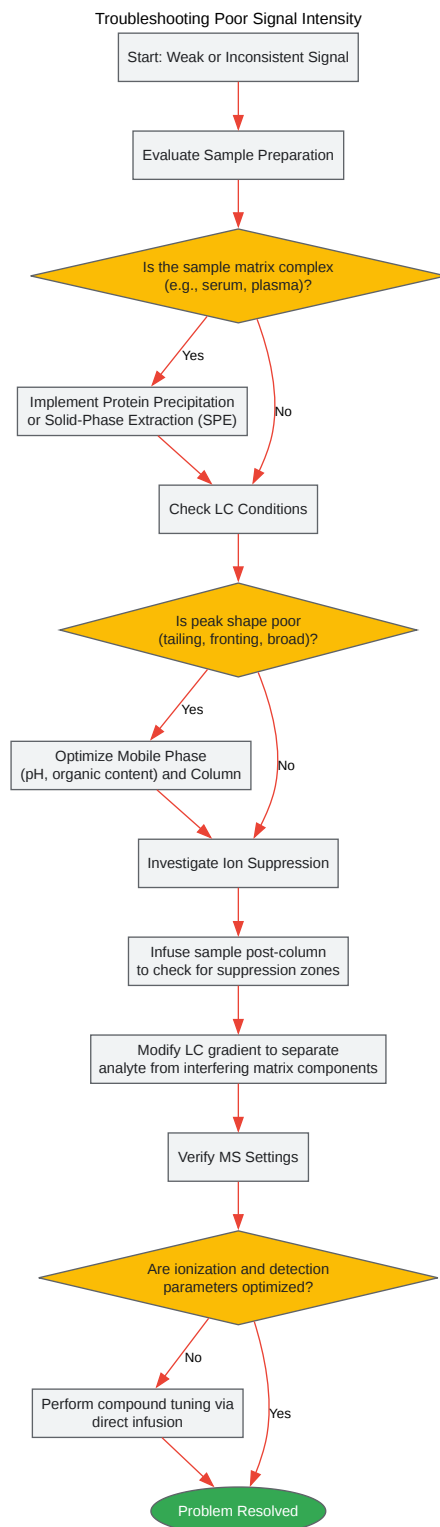 Troubleshooting Poor Signal Intensity
Start: Weak or Inconsistent Signal
Evaluate Sample Preparation
Is the sample matrix complex
(e.g., serum, plasma)?
Yes
Implement Protein Precipitation
or Solid-Phase Extraction (SPE)
No
Check LC Conditions
Is peak shape poor
(tailing, fronting, broad)?
Yes
Optimize Mobile Phase
(pH, organic content) and Column
No
Investigate Ion Suppression
Infuse sample post-column
to check for suppression zones
Modify LC gradient to separate
analyte from interfering matrix components
Verify MS Settings
Are ionization and detection
parameters optimized?
No
Perform compound tuning via
direct infusion
Yes
Problem Resolved